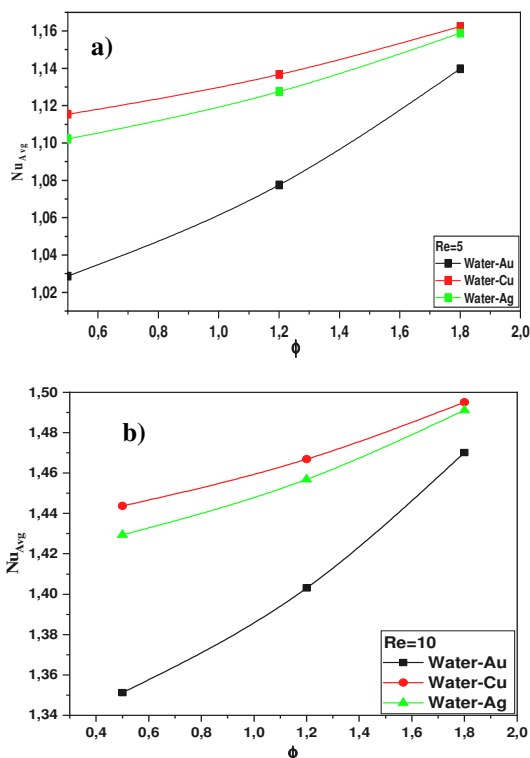 a)
1,16
1,14
1,12
1,10
1,08
1,06
1,04
1,02
Nu Avg
Re=5
Water-Au
Water-Cu
Water-Ag
0,6 0,8 1,0 1,2 1,4 1,6 1,8 2,0
ϕ
b)
1,50
1,48
1,46
1,44
1,42
1,40
1,38
1,36
1,34
Nu Avg
Re=10
Water-Au
Water-Cu
Water-Ag
0,4 0,6 0,8 1,0 1,2 1,4 1,6 1,8 2,0
ϕ